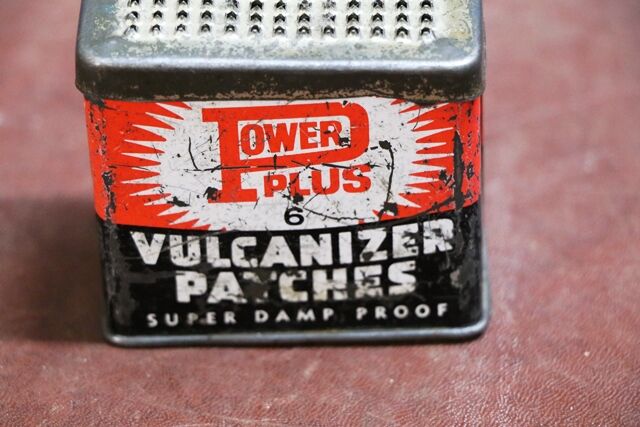 POWER
PLUS
6
VULCANIZER
PATCHES
SUPER DAMP PROOF